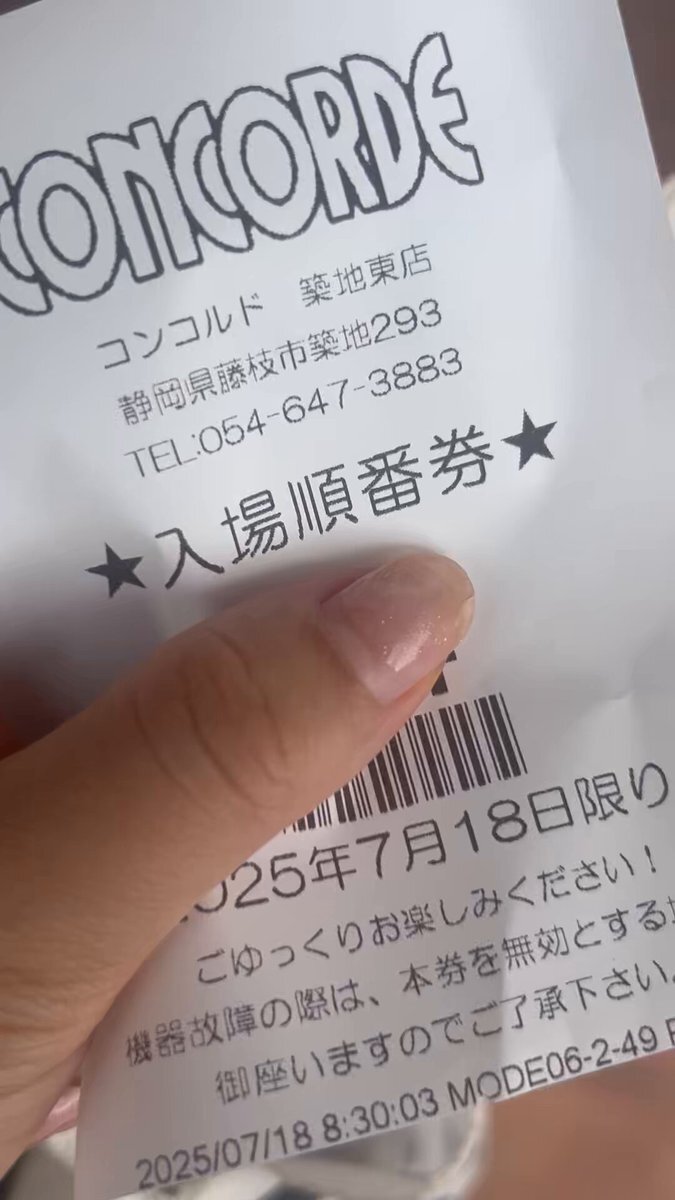 CONCORDE
コンコルド 築地東店
静岡県藤枝市築地293
TEL:054-647-3883
★入場順番券★
2025年7月18日限り
ごゆっくりお楽しみください！
機器故障の際は、本券を無効とする
御座いますのでご了承下さい。
2025/07/18 8:30:03 MODE06-2-49